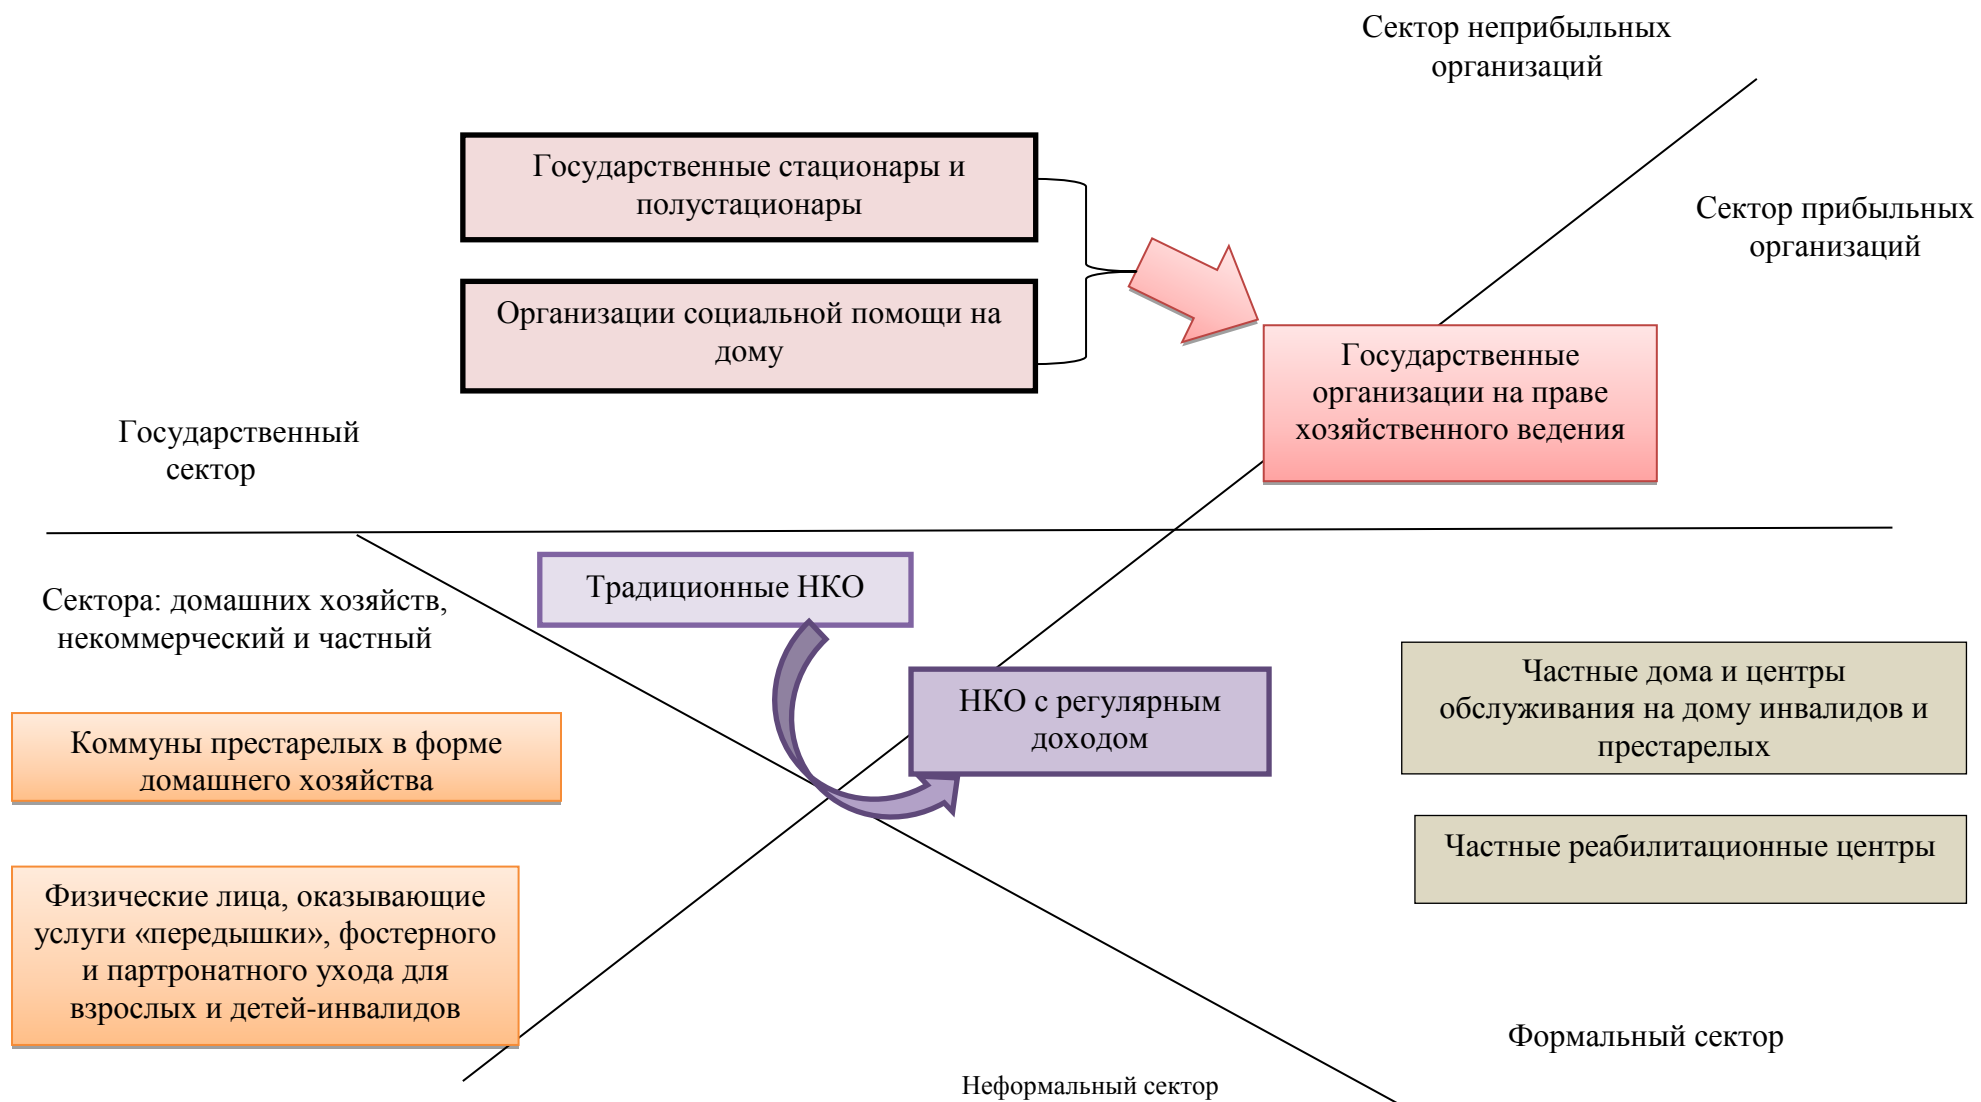 Сектор неприбыльных
организаций
Государственные стационары и
полустационары
Сектор прибыльных
организаций
Организации социальной помощи на
дому
Государственные
организации на праве
хозяйственного ведения
Государственный
сектор
Традиционные НКО
Сектора: домашних хозяйств,
некоммерческий и частный
НКО с регулярным
доходом
Частные дома и центры
обслуживания на дому инвалидов и
престарелых
Коммуны престарелых в форме
домашнего хозяйства
Частные реабилитационные центры
Физические лица, оказывающие
услуги «передышки», фостерного
и партронатного ухода для
взрослых и детей-инвалидов
Формальный сектор
Неформальный сектор